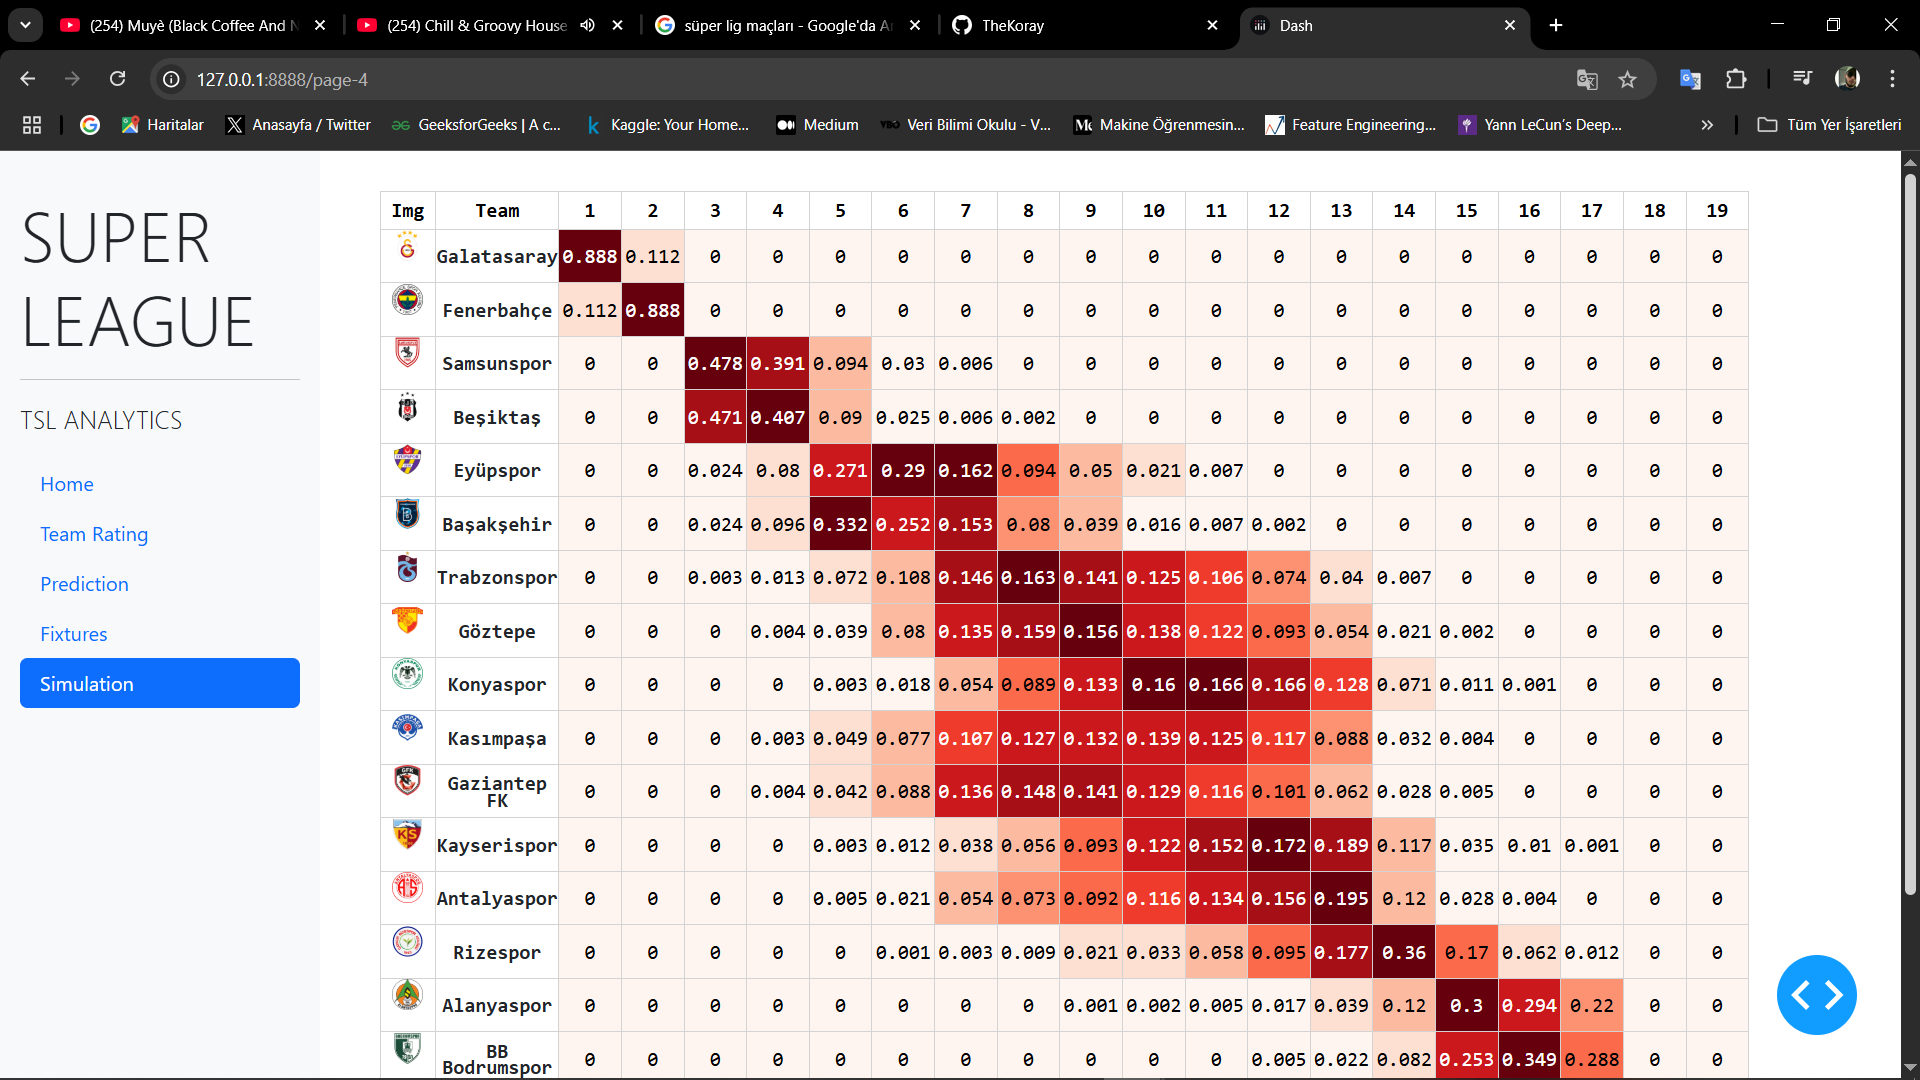 (254) Muyè (Black Coffee And N
(254) Chill & Groovy House
süper lig maçları - Google'da Ar
TheKoray
Dash
127.0.0.1:8888/page-4
Haritalar
Anasayfa / Twitter
GeeksforGeeks | A c...
Kaggle: Your Home...
Medium
Veri Bilimi Okulu - V...
Makine Öğrenmesin...
Feature Engineering...
Yann LeCun's Deep...
Tüm Yer İşaretleri
SUPER
LEAGUE
TSL ANALYTICS
Home
Team Rating
Prediction
Fixtures
Simulation
Img Team 1 2 3 4 5 6 7 8 9 10 11 12 13 14 15 16 17 18 19
Galatasaray 0.888 0.112 0 0 0 0 0 0 0 0 0 0 0 0 0 0 0 0 0
Fenerbahçe 0.112 0.888 0 0 0 0 0 0 0 0 0 0 0 0 0 0 0 0 0
Samsunspor 0 0 0.478 0.391 0.094 0.03 0.006 0 0 0 0 0 0 0 0 0 0 0 0
Beşiktaş 0 0 0.471 0.407 0.09 0.025 0.006 0.002 0 0 0 0 0 0 0 0 0 0 0
Eyüpspor 0 0 0.024 0.08 0.271 0.29 0.162 0.094 0.05 0.021 0.007 0 0 0 0 0 0 0 0
Başakşehir 0 0 0.024 0.096 0.332 0.252 0.153 0.08 0.039 0.016 0.007 0.002 0 0 0 0 0 0 0
Trabzonspor 0 0 0.003 0.013 0.072 0.108 0.146 0.163 0.141 0.125 0.106 0.074 0.04 0.007 0 0 0 0 0
Göztepe 0 0 0 0.004 0.039 0.08 0.135 0.159 0.156 0.138 0.122 0.093 0.054 0.021 0.002 0 0 0 0
Konyaspor 0 0 0 0 0.003 0.018 0.054 0.089 0.133 0.16 0.166 0.166 0.128 0.071 0.011 0.001 0 0 0
Kasımpaşa 0 0 0 0.003 0.049 0.077 0.107 0.127 0.132 0.139 0.125 0.117 0.088 0.032 0.004 0 0 0 0
Gaziantep
FK 0 0 0 0.004 0.042 0.088 0.136 0.148 0.141 0.129 0.116 0.101 0.062 0.028 0.005 0 0 0 0
Kayserispor 0 0 0 0 0.003 0.012 0.038 0.056 0.093 0.122 0.152 0.172 0.189 0.117 0.035 0.01 0.001 0 0
Antalyaspor 0 0 0 0 0.005 0.021 0.054 0.073 0.092 0.116 0.134 0.156 0.195 0.12 0.028 0.004 0 0 0
Rizespor 0 0 0 0 0 0.001 0.003 0.009 0.021 0.033 0.058 0.095 0.177 0.36 0.17 0.062 0.012 0 0
Alanyaspor 0 0 0 0 0 0 0 0 0.001 0.002 0.005 0.017 0.039 0.12 0.3 0.294 0.22 0 0
BB
Bodrumspor 0 0 0 0 0 0 0 0 0 0 0 0.005 0.022 0.082 0.253 0.349 0.288 0 0